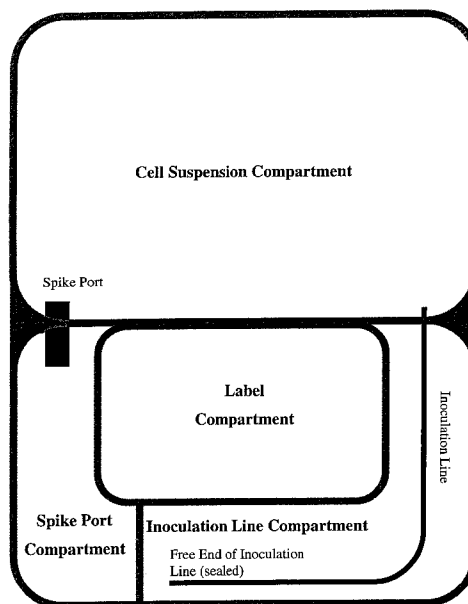 Cell Suspension Compartment
Spike Port
Label
Compartment
Inoculation Line
Spike Port
Compartment
Inoculation Line Compartment
Free End of Inoculation
Line (sealed)